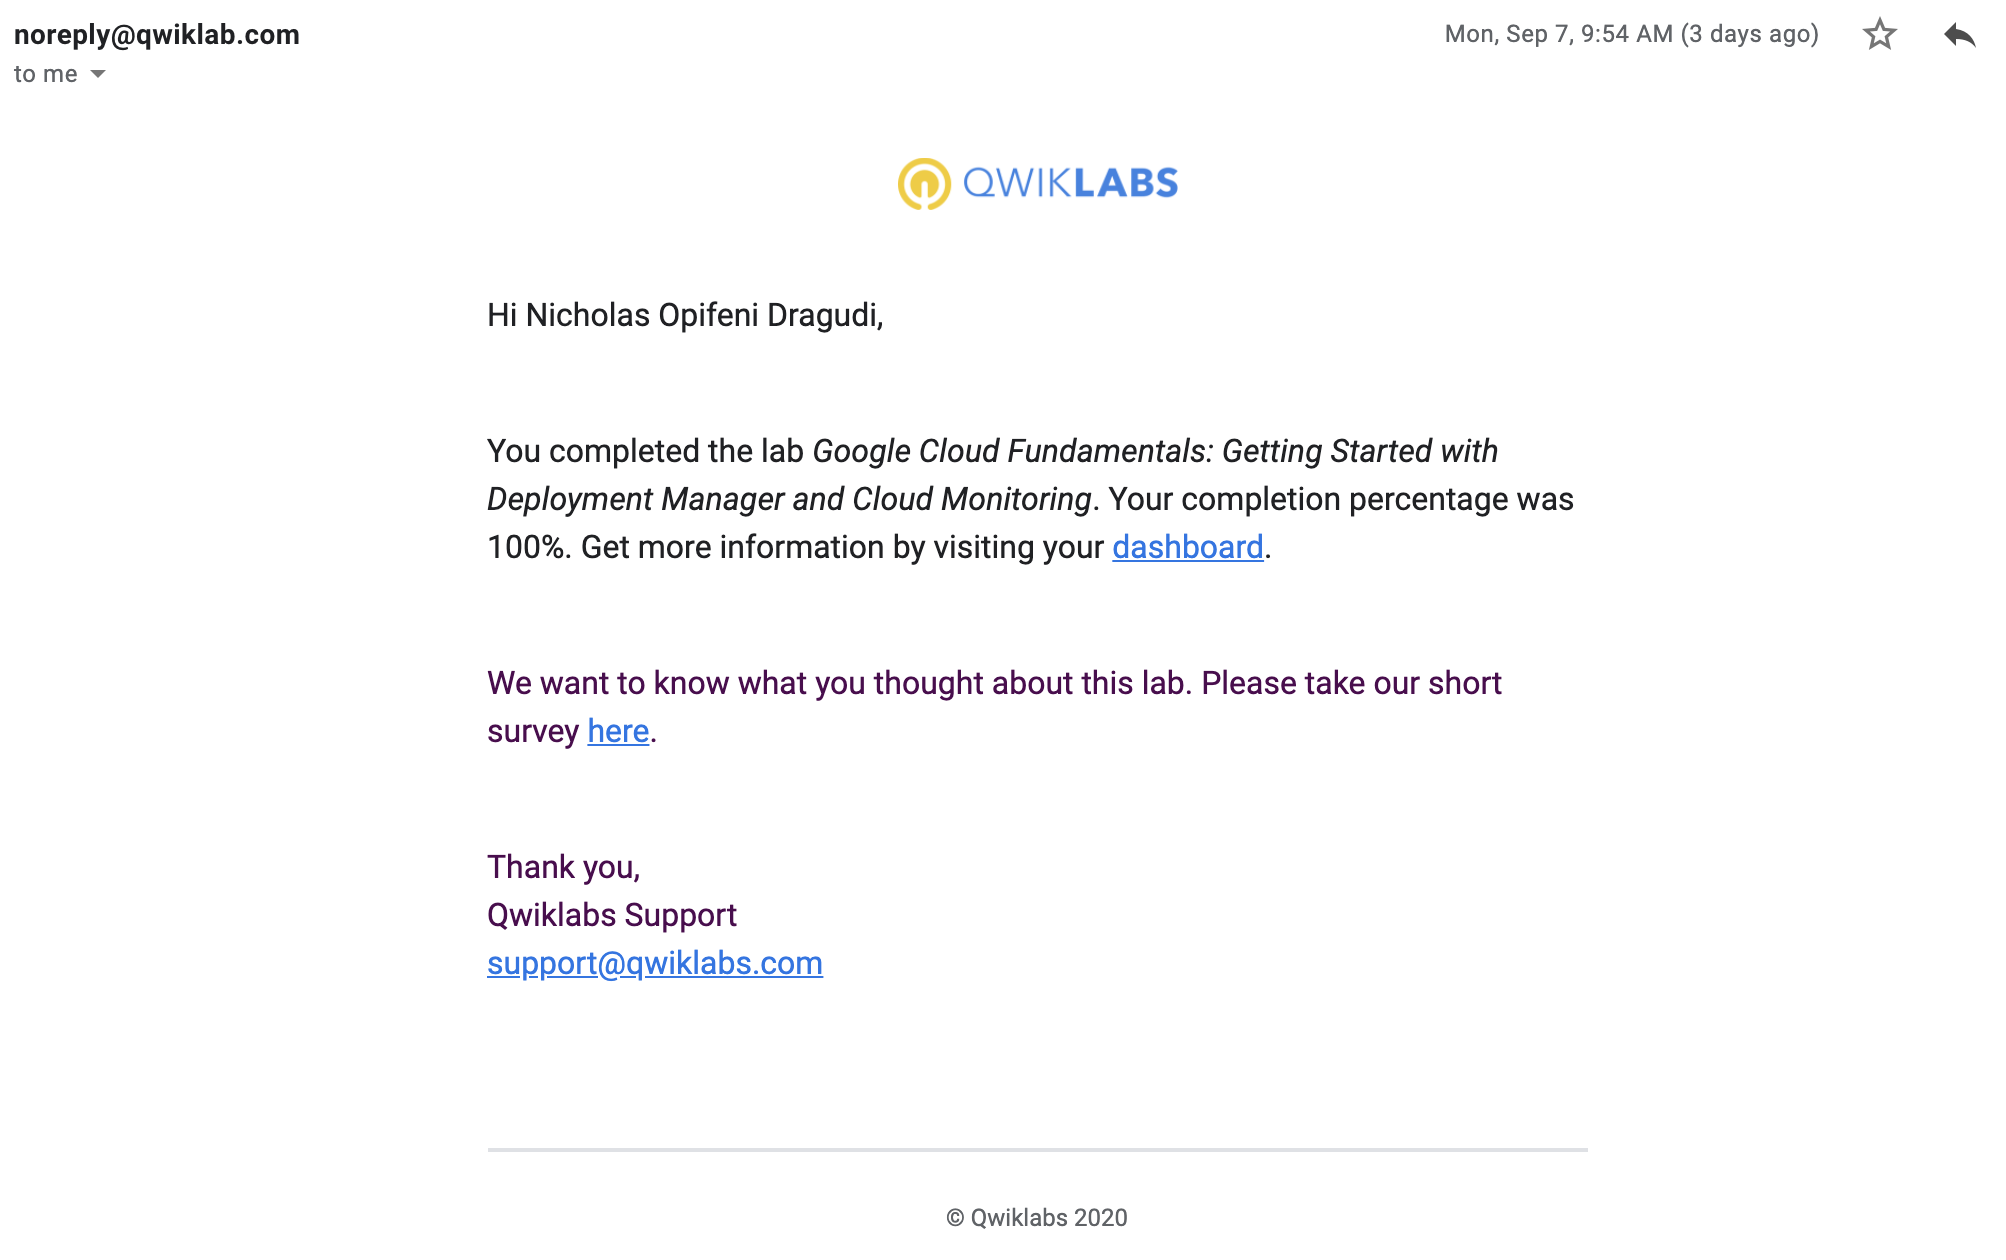 noreply@qwiklab.com
Mon, Sep 7, 9:54 AM (3 days ago)
to me
QWIKLABS
Hi Nicholas Opifeni Dragudi,
You completed the lab Google Cloud Fundamentals: Getting Started with
Deployment Manager and Cloud Monitoring. Your completion percentage was
100%. Get more information by visiting your dashboard.
We want to know what you thought about this lab. Please take our short
survey here.
Thank you,
Qwiklabs Support
support@qwiklabs.com
© Qwiklabs 2020